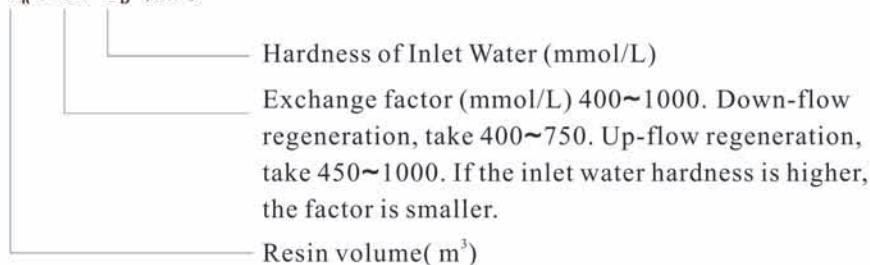 Hardness of Inlet Water (mmol/L)
Exchange factor (mmol/L) 400~1000. Down-flow
regeneration, take 400~750. Up-flow regeneration,
take 450~1000. If the inlet water hardness is higher,
the factor is smaller.
Resin volume( m³)